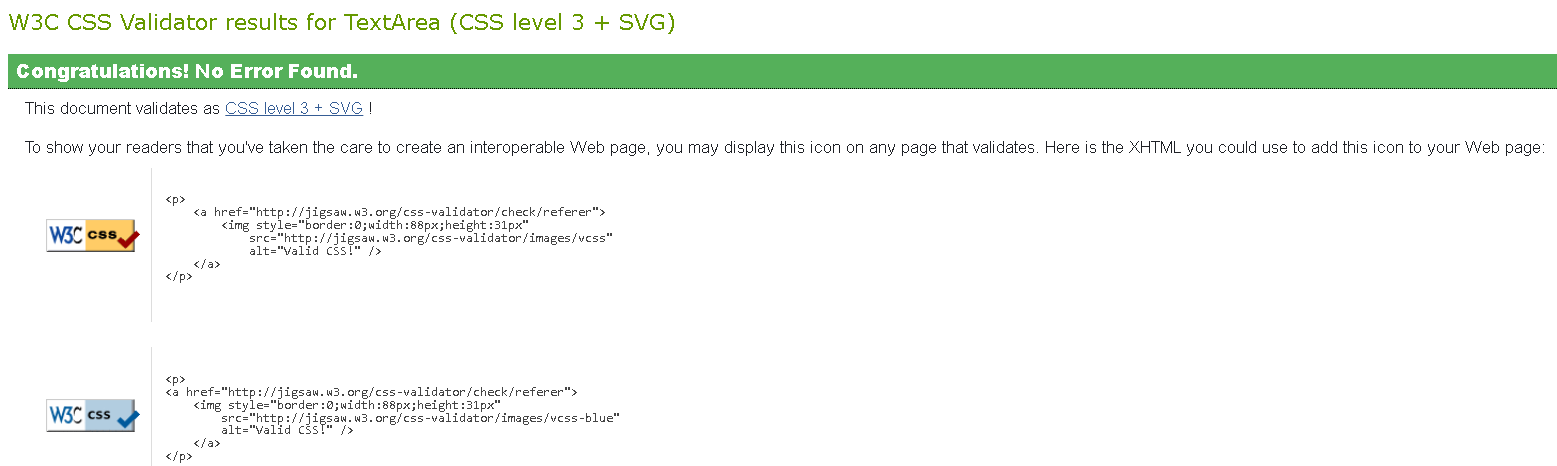 W3C CSS Validator results for TextArea (CSS level 3 + SVG)
Congratulations! No Error Found.
This document validates as CSS level 3 + SVG !
To show your readers that you've taken the care to create an interoperable Web page, you may display this icon on any page that validates. Here is the XHTML you could use to add this icon to your Web page:
W3C css
<p>
    <a href="http://jigsaw.w3.org/css-validator/check/referer">
        <img style="border:0;width:88px;height:31px"
            src="http://jigsaw.w3.org/css-validator/images/vcss"
            alt="Valid CSS!" />
    </a>
</p>
W3C css
<p>
<a href="http://jigsaw.w3.org/css-validator/check/referer">
    <img style="border:0;width:88px;height:31px"
        src="http://jigsaw.w3.org/css-validator/images/vcss-blue"
        alt="Valid CSS!" />
    </a>
</p>